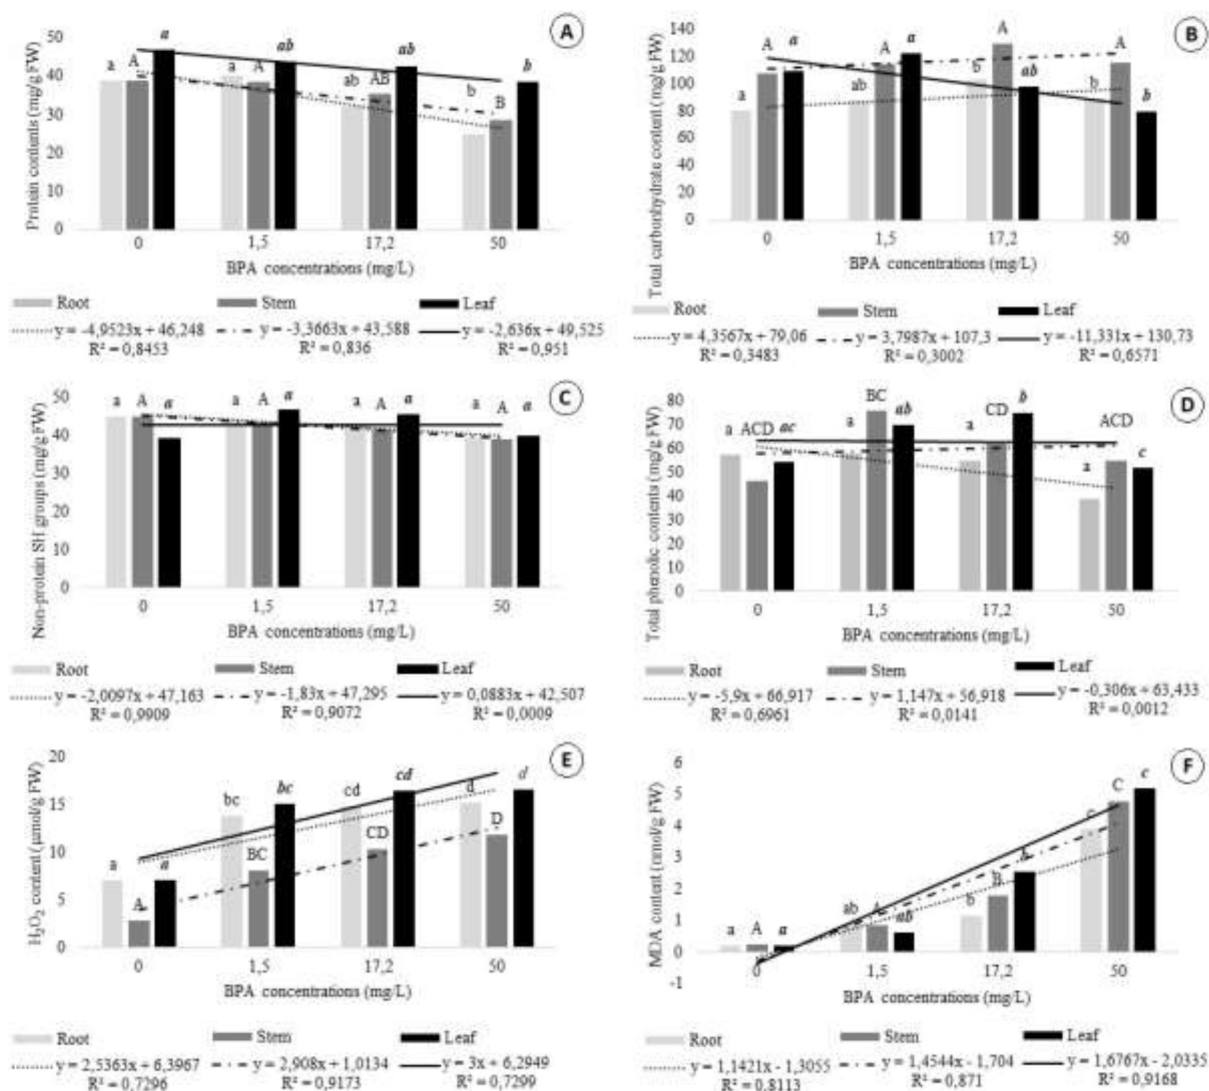 A
Protein contents (mg/g FW)
50
40
30
20
10
0
a A a
a A ab
ab AB ab
b B b
0 1,5 17,2 50
BPA concentrations (mg/L)
Root Stem Leaf
y = -4,9523x + 46,248 y = -3,3663x + 43,588 y = -2,636x + 49,525
R² = 0,8453 R² = 0,836 R² = 0,951
B
Total carbonhydrate content (mg/g FW)
140
120
100
80
60
40
20
0
a A a
ab A a
b A ab
b A b
0 1,5 17,2 50
BPA concentrations (mg/L)
Root Stem Leaf
y = 4,3567x + 79,06 y = 3,7987x + 107,3 y = -11,331x + 130,73
R² = 0,3483 R² = 0,3002 R² = 0,6571
C
Non-protein SH groups (mg/g FW)
50
40
30
20
10
0
a A a
a A a
a A a
a A a
0 1,5 17,2 50
BPA concentrations (mg/L)
Root Stem Leaf
y = -2,0097x + 47,163 y = -1,83x + 47,295 y = 0,0883x + 42,507
R² = 0,9909 R² = 0,9072 R² = 0,0009
D
Total phenolic contents (mg/g FW)
80
70
60
50
40
30
20
10
0
a ACD ac
a BC ab
a CD b
a ACD c
0 1,5 17,2 50
BPA concentrations (mg/L)
Root Stem Leaf
y = -5,9x + 66,917 y = 1,147x + 56,918 y = -0,306x + 63,433
R² = 0,6961 R² = 0,0141 R² = 0,0012
E
H₂O₂ content (µmol/g FW)
20
15
10
5
0
a A a
bc BC bc
cd CD cd
d D d
0 1,5 17,2 50
BPA concentrations (mg/L)
Root Stem Leaf
y = 2,5363x + 6,3967 y = 2,908x + 1,0134 y = 3x + 6,2949
R² = 0,7296 R² = 0,9173 R² = 0,7299
F
MDA content (nmol/g FW)
6
5
4
3
2
1
0
-1
a A a
ab A ab
b B b
c C c
0 1,5 17,2 50
BPA concentrations (mg/L)
Root Stem Leaf
y = 1,1421x - 1,3055 y = 1,4544x - 1,704 y = 1,6767x - 2,0335
R² = 0,8113 R² = 0,871 R² = 0,9168